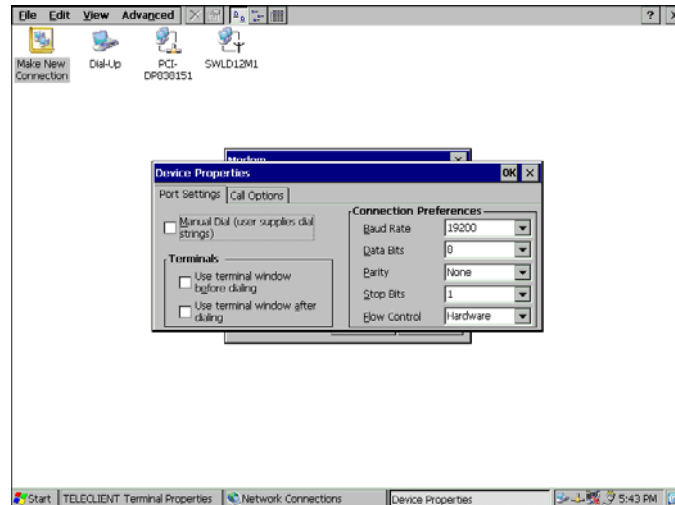 File Edit View Advanced ? X
Make New Connection
Dial-Up
PCI-DP838151
SWLD12M1
Modem
Device Properties OK ×
Port Settings Call Options
Manual Dial (user supplies dial
strings)
Terminals
Use terminal window
before dialing
Use terminal window after
dialing
Connection Preferences
Baud Rate 19200
Data Bits 8
Parity None
Stop Bits 1
Flow Control Hardware
Start TELECLIENT Terminal Properties Network Connections Device Properties 5:43 PM